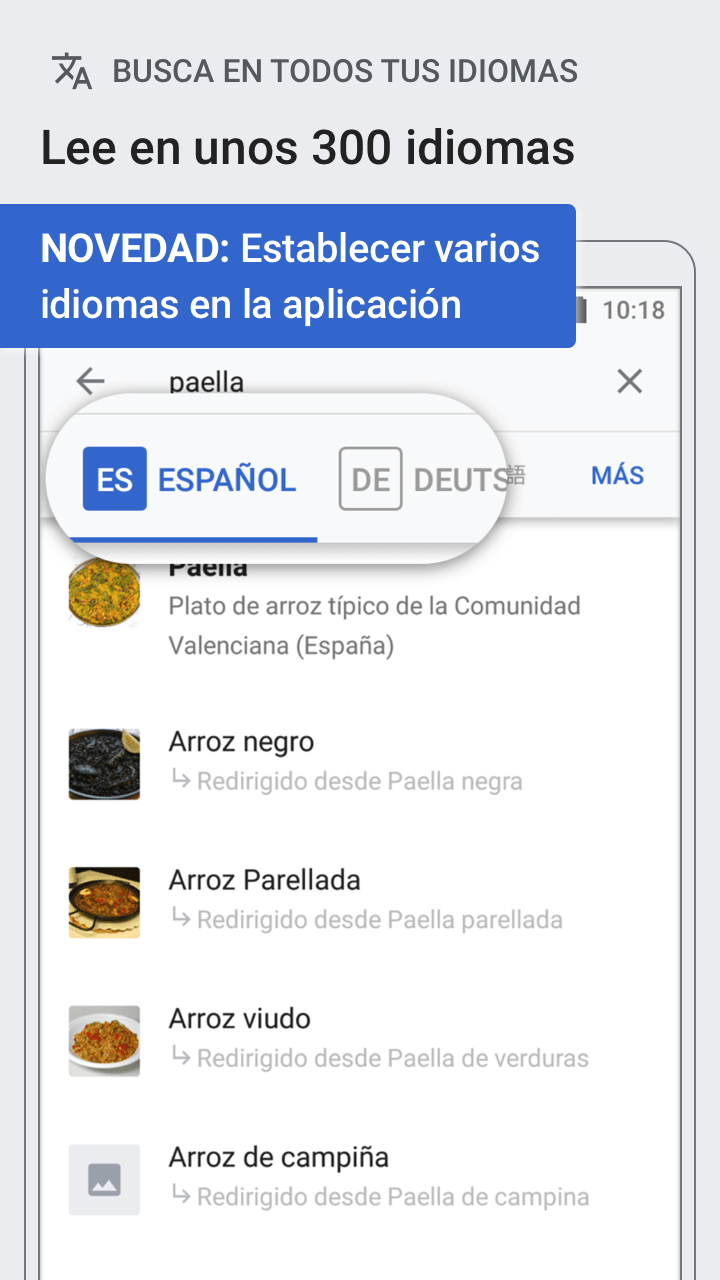 BUSCA EN TODOS TUS IDIOMAS
Lee en unos 300 idiomas
NOVEDAD: Establecer varios
idiomas en la aplicación
10:18
paella
ES ESPAÑOL DE DEUTS語 MÁS
Paella
Plato de arroz típico de la Comunidad
Valenciana (España)
Arroz negro
↳ Redirigido desde Paella negra
Arroz Parellada
↳ Redirigido desde Paella parellada
Arroz viudo
↳ Redirigido desde Paella de verduras
Arroz de campiña
↳ Redirigido desde Paella de campina